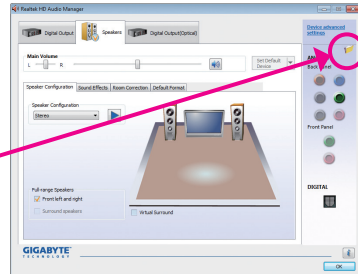 Realtek HD Audio Manager
Digital Output
Speakers
Digital Output(Optical)
Device advanced
settings
Main Volume
L
R
Set Default
Device
Speaker Configuration
Sound Effects
Room Correction
Default Format
Speaker Configuration
Stereo
Full-range Speakers
Front left and right
Surround speakers
Virtual Surround
AN
Back Panel
Front Panel
DIGITAL
GIGABYTE
TECHNOLOGY
OK